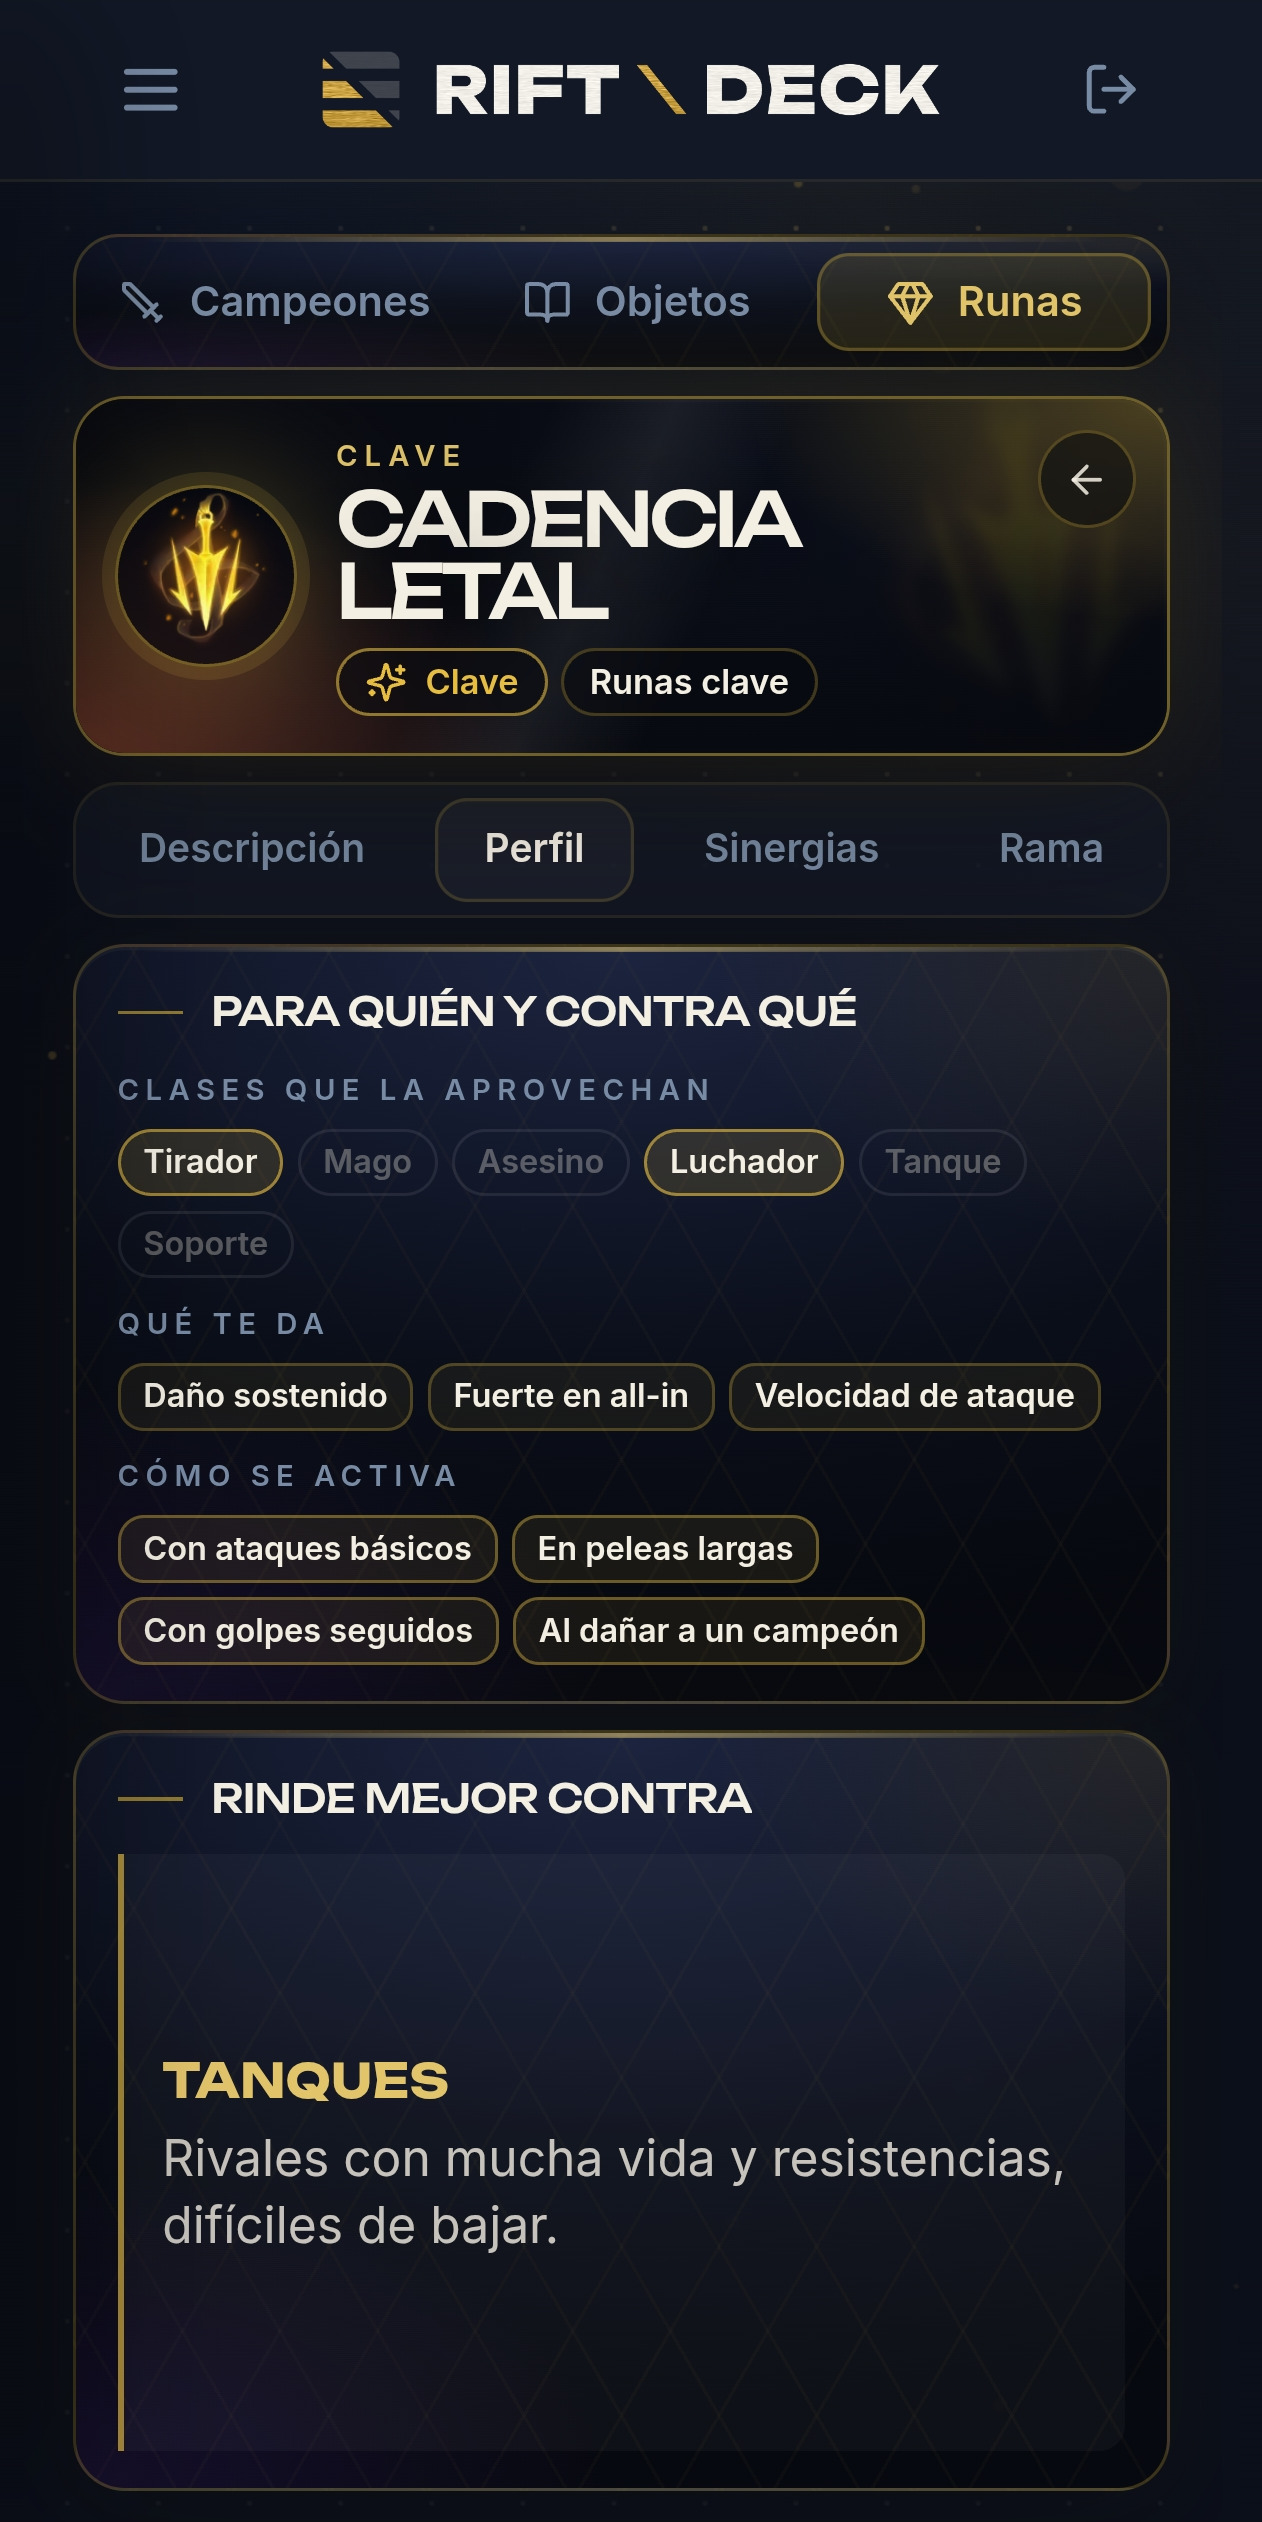 RIFT \ DECK
Campeones Objetos Runas
CLAVE
CADENCIA
LETAL
Clave Runas clave
Descripción Perfil Sinergias Rama
PARA QUIÉN Y CONTRA QUÉ
CLASES QUE LA APROVECHAN
Tirador Mago Asesino Luchador Tanque
Soporte
QUÉ TE DA
Daño sostenido Fuerte en all-in Velocidad de ataque
CÓMO SE ACTIVA
Con ataques básicos En peleas largas
Con golpes seguidos Al dañar a un campeón
RINDE MEJOR CONTRA
TANQUES
Rivales con mucha vida y resistencias,
difíciles de bajar.